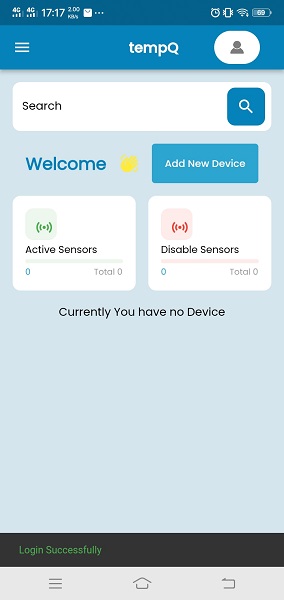 4G 4G 17:17 2.00 KB/s 69
tempQ
Search
Welcome
Add New Device
Active Sensors
0 Total 0
Disable Sensors
0 Total 0
Currently You have no Device
Login Successfully